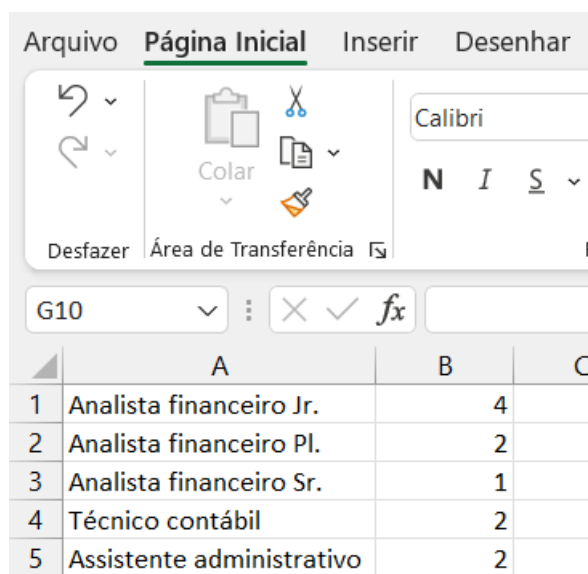 Arquivo Página Inicial Inserir Desenhar
Colar
Calibri
N I S
Desfazer Área de Transferência
G10 fx
A B
1 Analista financeiro Jr. 4
2 Analista financeiro Pl. 2
3 Analista financeiro Sr. 1
4 Técnico contábil 2
5 Assistente administrativo 2